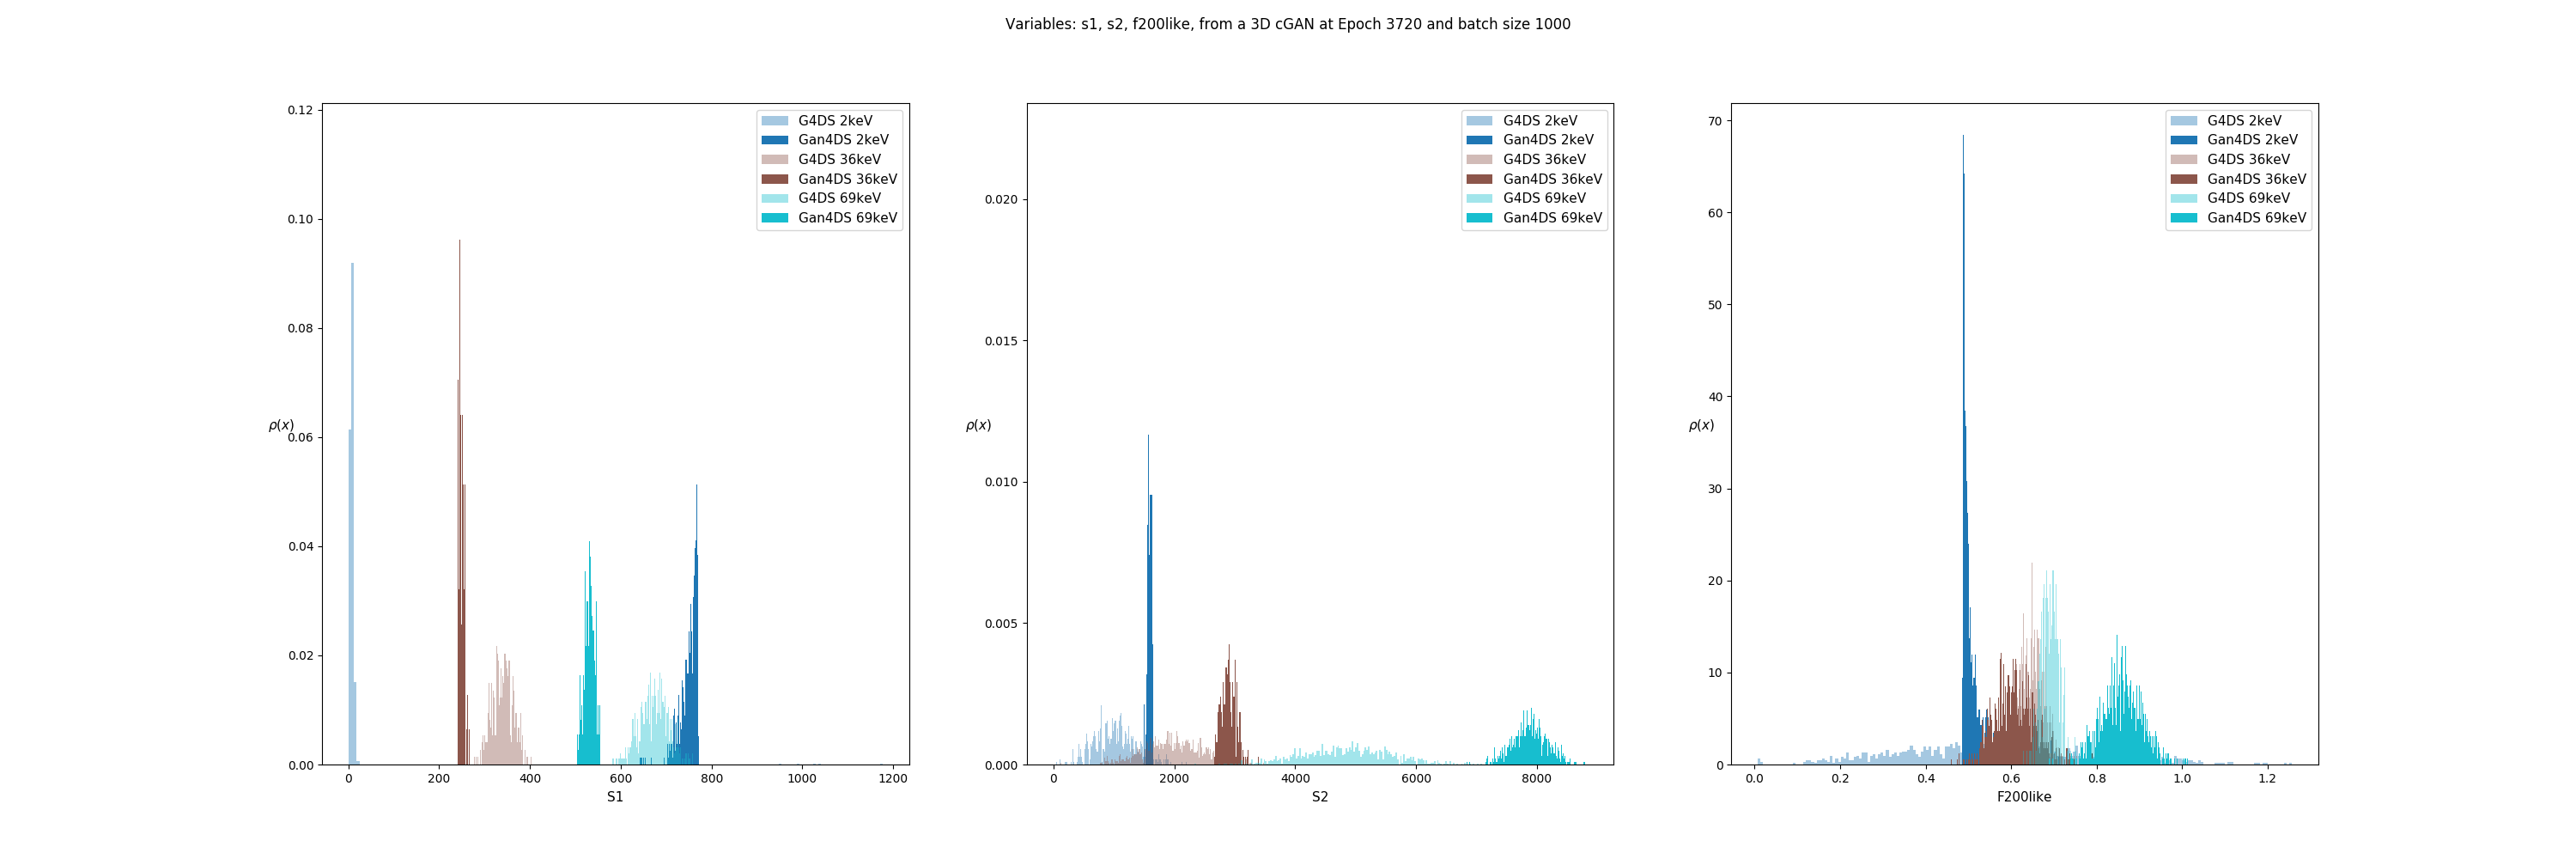 Variables: s1, s2, f200like, from a 3D cGAN at Epoch 3720 and batch size 1000
0.12
0.10
0.08
0.06
0.04
0.02
0.00
ρ(x)
0 200 400 600 800 1000 1200
S1
G4DS 2keV
Gan4DS 2keV
G4DS 36keV
Gan4DS 36keV
G4DS 69keV
Gan4DS 69keV
0.020
0.015
0.010
0.005
0.000
ρ(x)
0 2000 4000 6000 8000
S2
G4DS 2keV
Gan4DS 2keV
G4DS 36keV
Gan4DS 36keV
G4DS 69keV
Gan4DS 69keV
70
60
50
40
30
20
10
0
ρ(x)
0.0 0.2 0.4 0.6 0.8 1.0 1.2
F200like
G4DS 2keV
Gan4DS 2keV
G4DS 36keV
Gan4DS 36keV
G4DS 69keV
Gan4DS 69keV